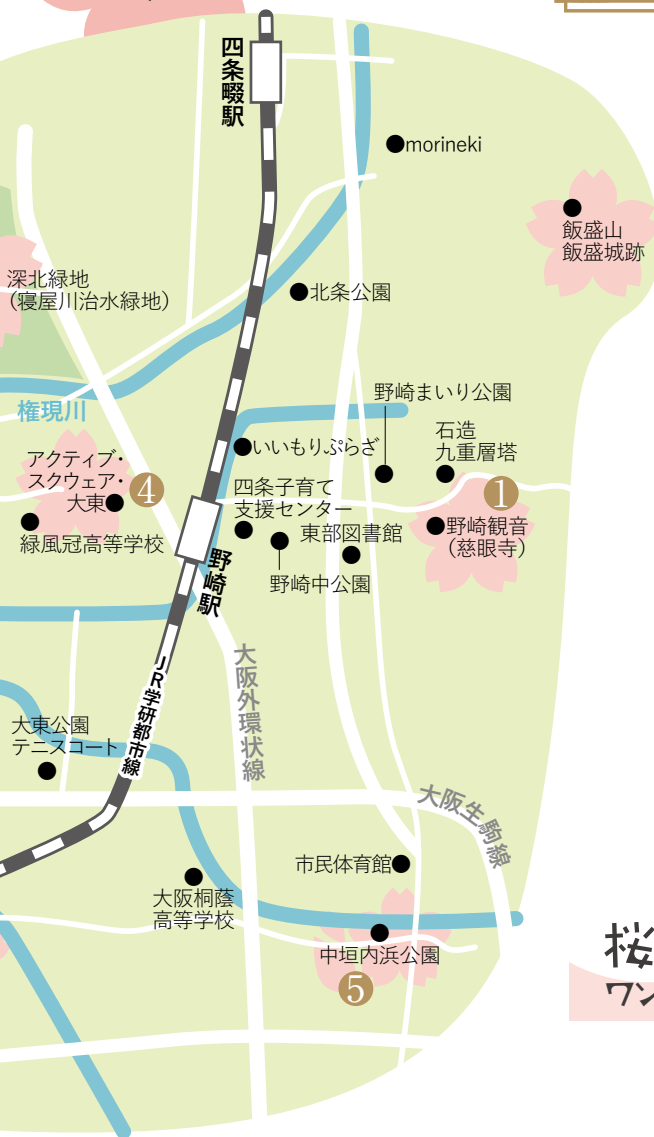 四条畷駅
morineki
飯盛山
飯盛城跡
深北緑地
(寝屋川治水緑地)
北条公園
権現川
野崎まいり公園
いいもりぷらざ
石造
九重層塔
アクティブ・
スクウェア・
大東
4
1
四条子育て
支援センター
東部図書館
野崎観音
(慈眼寺)
緑風冠高等学校
野崎中公園
野崎駅
JR学研都市線
大阪外環状線
大東公園
テニスコート
大阪生駒線
市民体育館
大阪桐蔭
高等学校
中垣内浜公園
5
桜
ワン